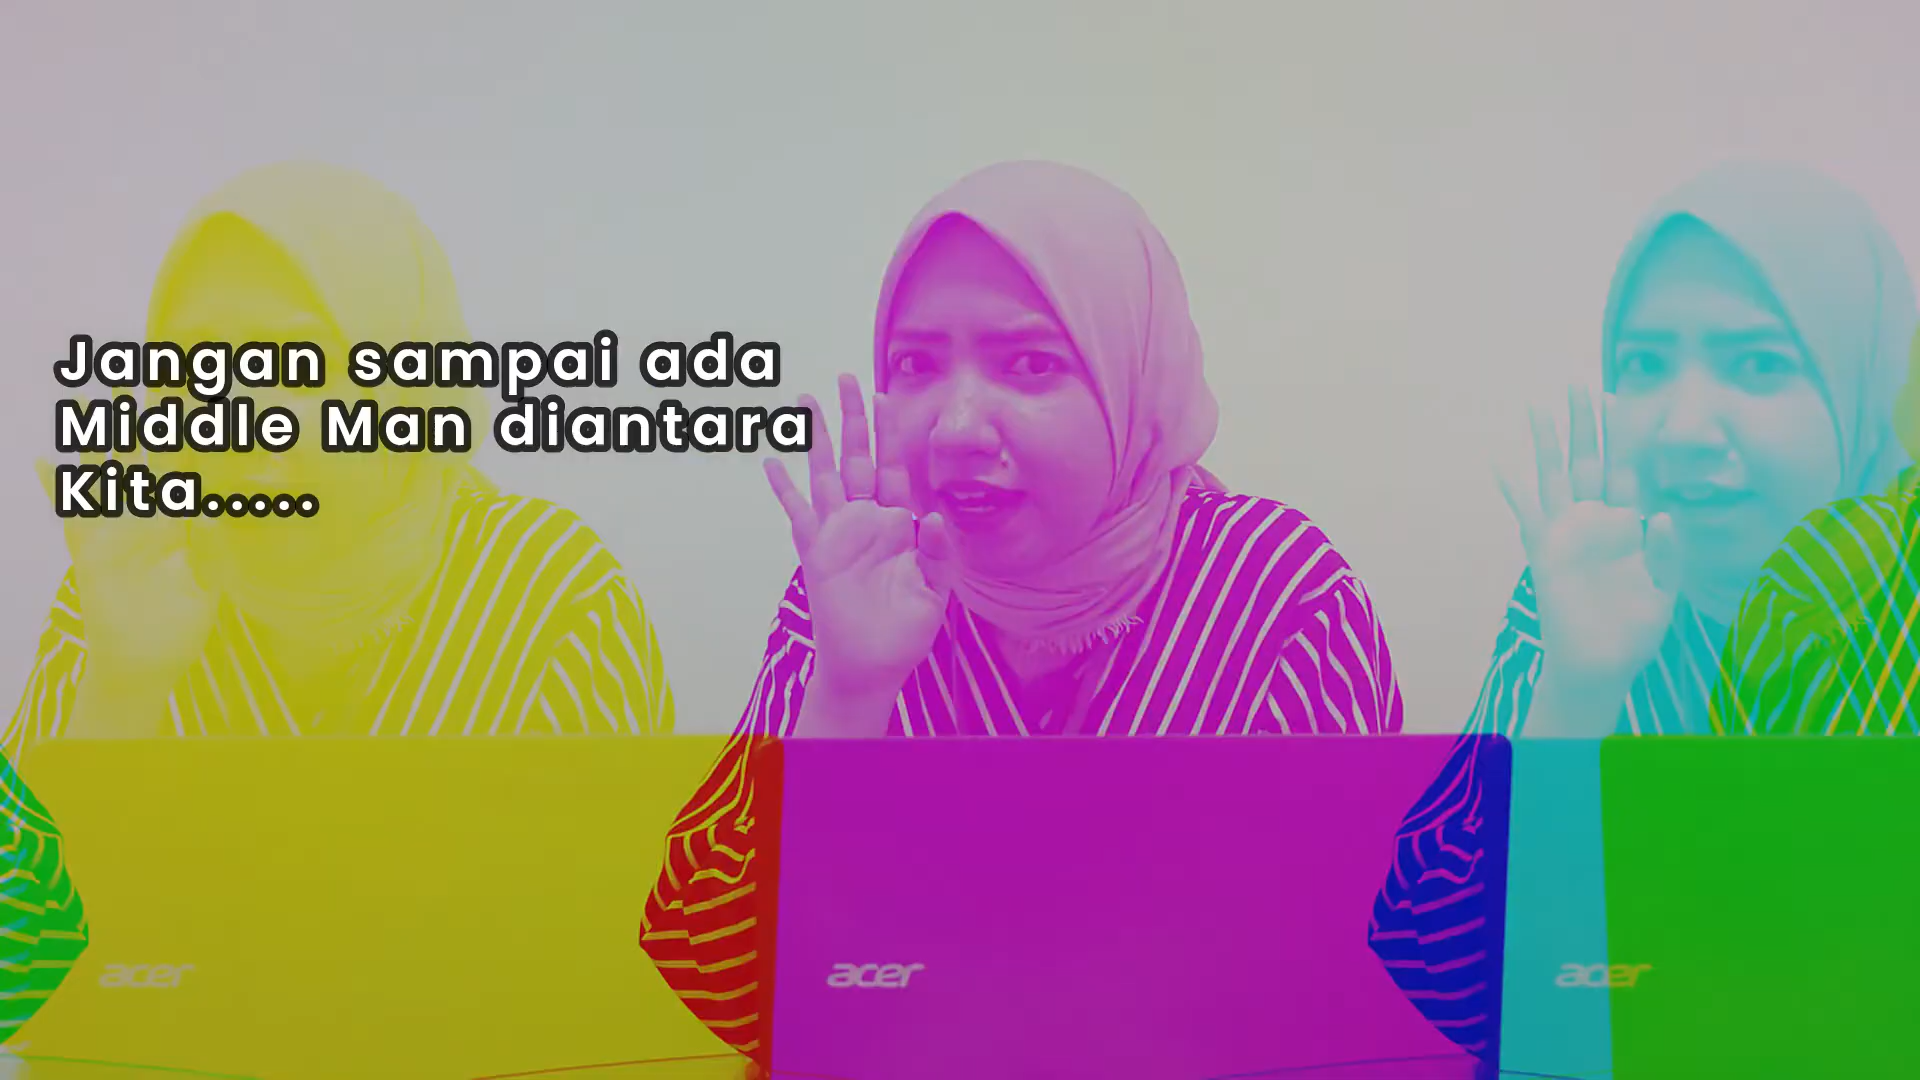 Jangan sampai ada
Middle Man diantara
Kita.....
acer
acer
acer